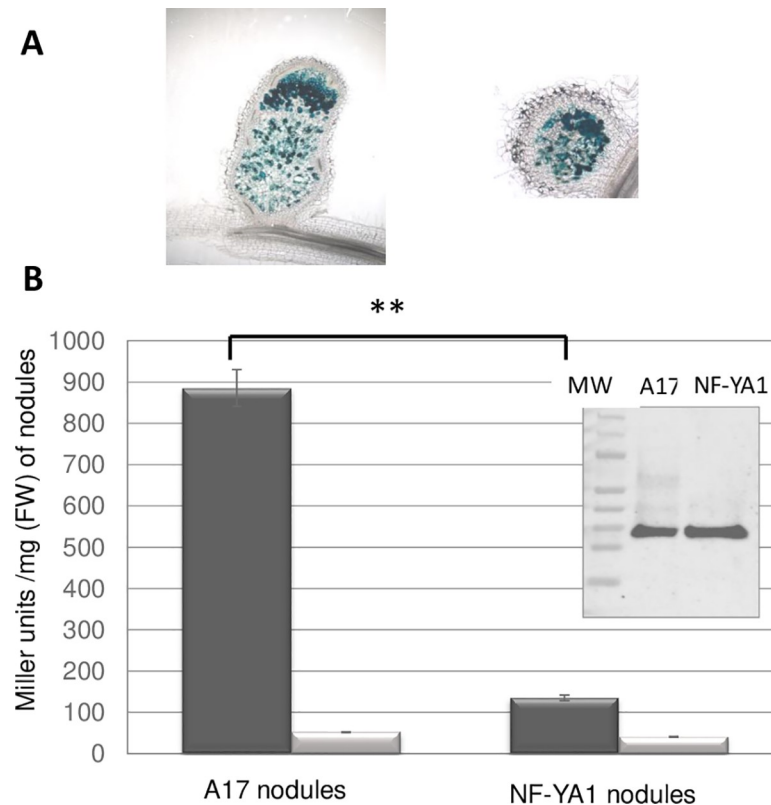 A
B
**
1000
900
800
700
600
500
400
300
200
100
0
Miller units /mg (FW) of nodules
MW A17 NF-YA1
A17 nodules NF-YA1 nodules